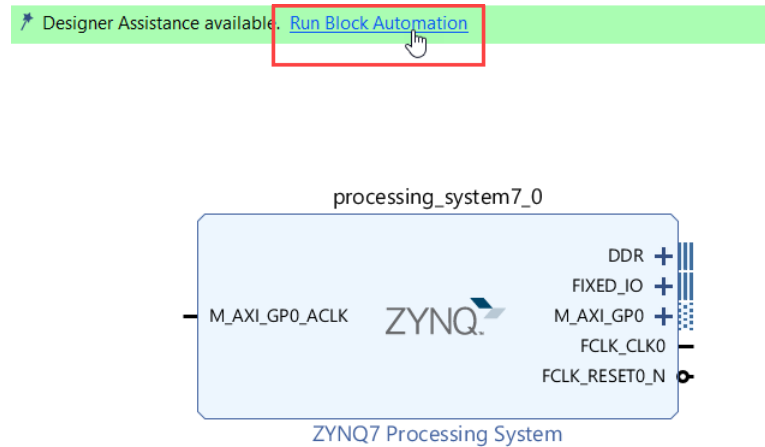 Designer Assistance available. Run Block Automation
processing_system7_0
DDR
FIXED_IO
M_AXI_GP0_ACLK
ZYNQ.
M_AXI_GP0
FCLK_CLK0
FCLK_RESET0_N
ZYNQ7 Processing System